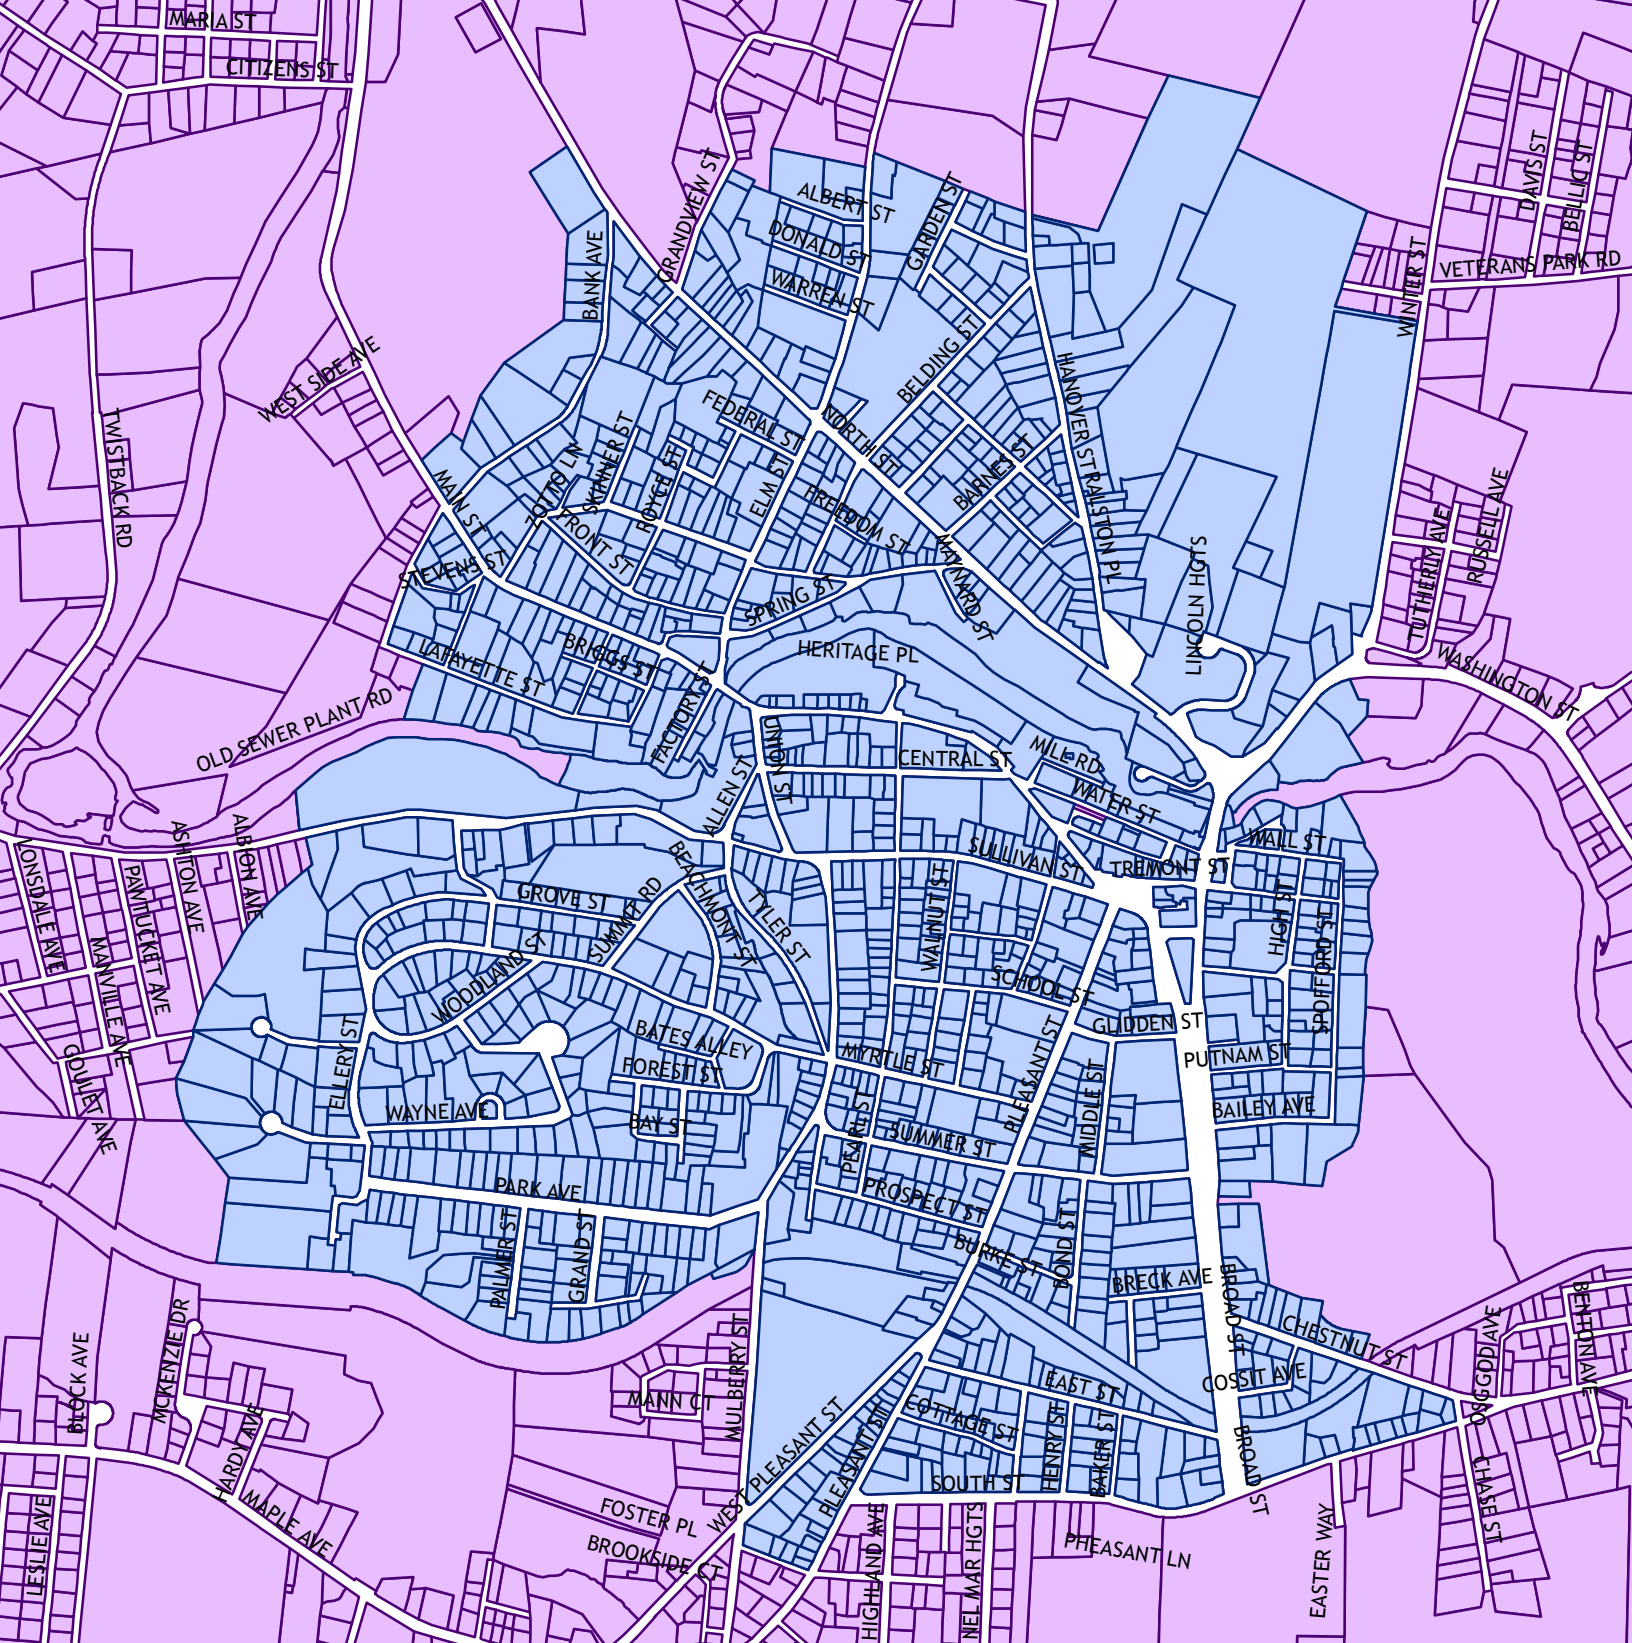 MARIA ST
CITIZENS ST
DAVIS ST
BELLIC ST
GRANDVIEW ST
ALBERT ST
GARDEN ST
DONALD ST
BANK AVE
WARREN ST
WINTER ST
VETERANS PARK RD
WEST SIDE AVE
BELDING ST
HANOVER ST
RALSTON PL
TWISTBACK RD
FEDERAL ST
NORTH ST
SKINNER ST
ZOTTO LN
ROYCE ST
ELM ST
BARNES ST
MAIN ST
FRONT ST
FREEDOM ST
TUTHERLY AVE
RUSSELL AVE
STEVENS ST
SPRING ST
MAYNARD ST
LINCOLN HGTS
LAFAYETTE ST
BRIGGS ST
HERITAGE PL
WASHINGTON ST
FACTORY ST
OLD SEWER PLANT RD
UNION ST
CENTRAL ST
MILL RD
ALLEN ST
WATER ST
LONSDALE AVE
PAWTUCKET AVE
ASHTON AVE
ALBION AVE
MANVILLE AVE
GROVE ST
SUMMIT RD
BEACHMONT ST
TYLER ST
SULLIVAN ST
TREMONT ST
WALL ST
WALNUT ST
HIGH ST
SPOFFORD ST
WOODLAND ST
SCHOOL ST
GLIDDEN ST
GOULET AVE
ELLERY ST
BATES ALLEY
FOREST ST
MYRTLE ST
PLEASANT ST
MIDDLE ST
PUTNAM ST
WAYNE AVE
BAY ST
PEARL ST
SUMMER ST
BAILEY AVE
PARK AVE
PROSPECT ST
PALMER ST
GRAND ST
BURKE ST
BOND ST
BRECK AVE
BROAD ST
CHESTNUT ST
BENTON AVE
OSGOOD AVE
BLOCK AVE
MCKENZIE DR
MULBERRY ST
MANN CT
COSSIT AVE
EAST ST
COTTAGE ST
HARDY AVE
WEST PLEASANT ST
PLEASANT ST
HENRY ST
BAKER ST
BROAD ST
SOUTH ST
CHASE ST
LESLIE AVE
MAPLE AVE
FOSTER PL
BROOKSIDE CT
HIGHLAND AVE
NELMAR HGTS
PHEASANT LN
EASTER WAY